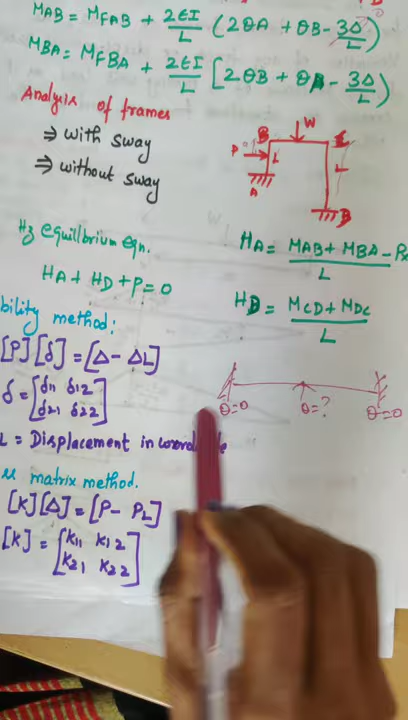 MAB = MFAB + 2EI/L (2θA + θB - 3Δ/L)
MBA = MFBA + 2EI/L [2θB + θA - 3Δ/L]
Analysis of frames
⇒ with sway
⇒ without sway
W
B
P
L
L
A
D
Hz equilbrium eqn.
HA + HD + P = 0
HA = MAB + MBA - P
L
HD = MCD + MDC
L
bility method:
[P] [δ] = [Δ - ΔL]
δ = [δ11 δ12
δ21 δ22]
θ=0
θ=?
θ=0
L = Displacement in
matrix method.
[K] [Δ] = [P - PL]
[K] = [K11 K12
K21 K22]